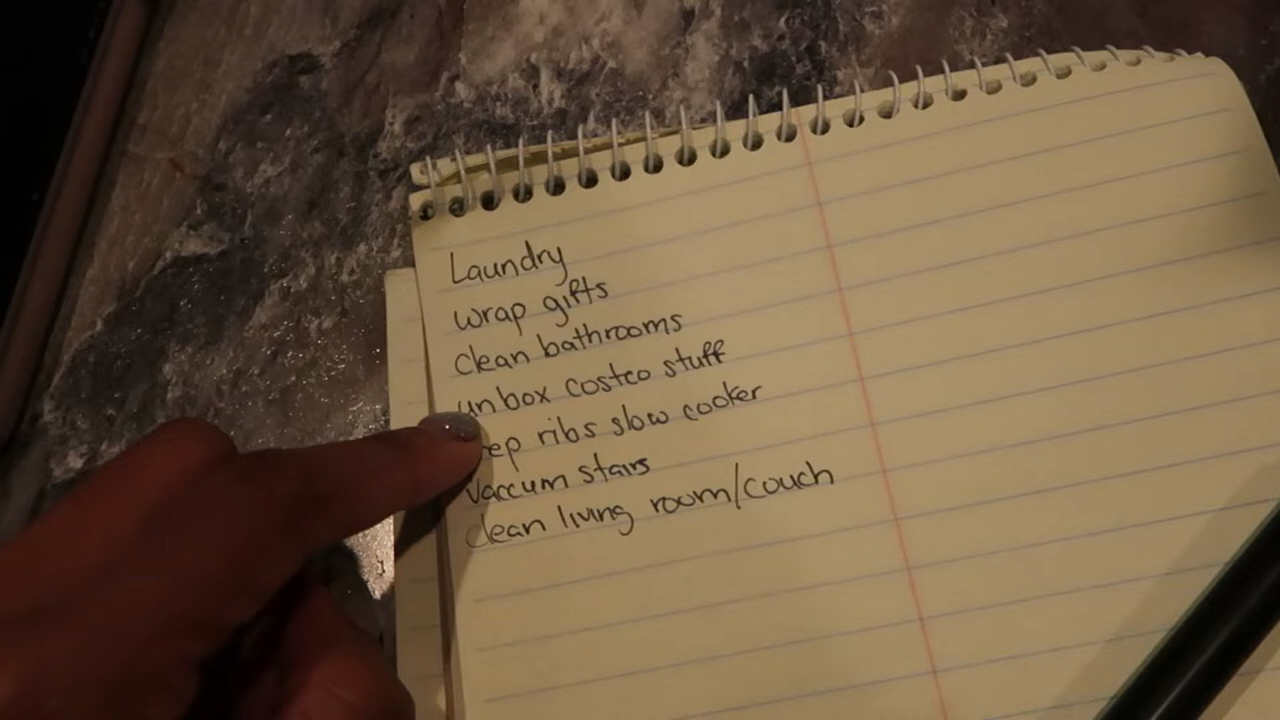 Laundry
wrap gifts
clean bathrooms
unbox costco stuff
ribs slow cooker
vaccum stairs
clean living room/couch